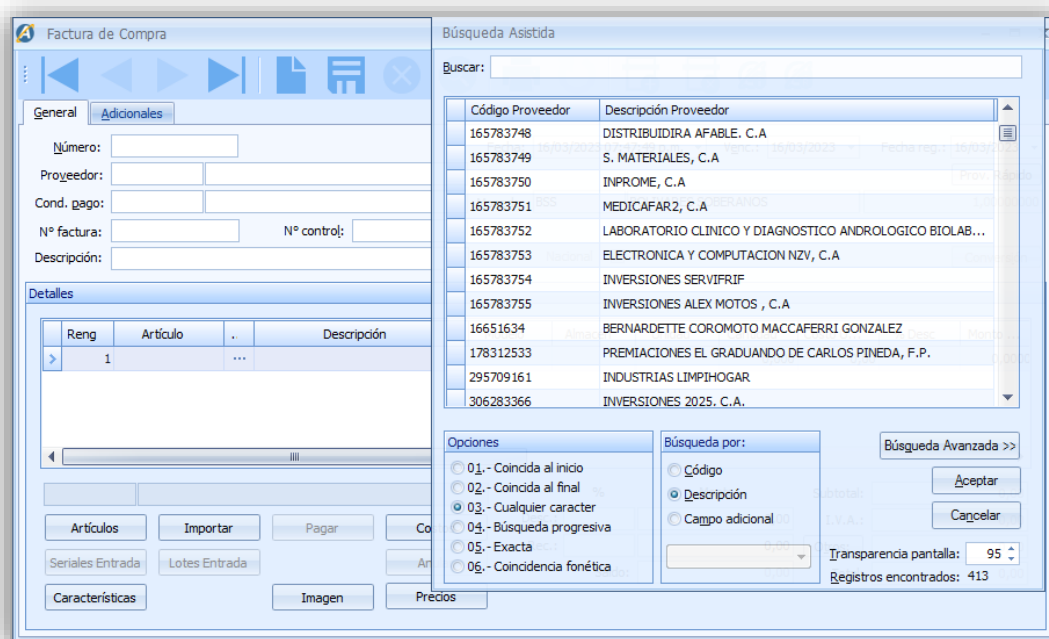 Factura de Compra
General Adicionales
Número:
Proveedor:
Cond. pago:
Nº factura: Nº control:
Descripción:
Detalles
Reng Artículo . Descripción
1 ...
Artículos Importar Pagar
Seriales Entrada Lotes Entrada
Características Imagen Precios
Búsqueda Asistida
Buscar:
Código Proveedor Descripción Proveedor
165783748 DISTRIBUIDIRA AFABLE. C.A
165783749 S. MATERIALES, C.A
165783750 INPROME, C.A
165783751 MEDICAFAR2, C.A
165783752 LABORATORIO CLINICO Y DIAGNOSTICO ANDROLOGICO BIOLAB...
165783753 ELECTRONICA Y COMPUTACION NZV, C.A
165783754 INVERSIONES SERVIFRIF
165783755 INVERSIONES ALEX MOTOS , C.A
16651634 BERNARDETTE COROMOTO MACCAFERRI GONZALEZ
178312533 PREMIACIONES EL GRADUANDO DE CARLOS PINEDA, F.P.
295709161 INDUSTRIAS LIMPIHOGAR
306283366 INVERSIONES 2025. C.A.
Opciones
01.- Coincida al inicio
02.- Coincida al final
03.- Cualquier caracter
04.- Búsqueda progresiva
05.- Exacta
06.- Coincidencia fonética
Búsqueda por:
Código
Descripción
Campo adicional
Búsqueda Avanzada >>
Aceptar
Cancelar
Transparencia pantalla: 95
Registros encontrados: 413